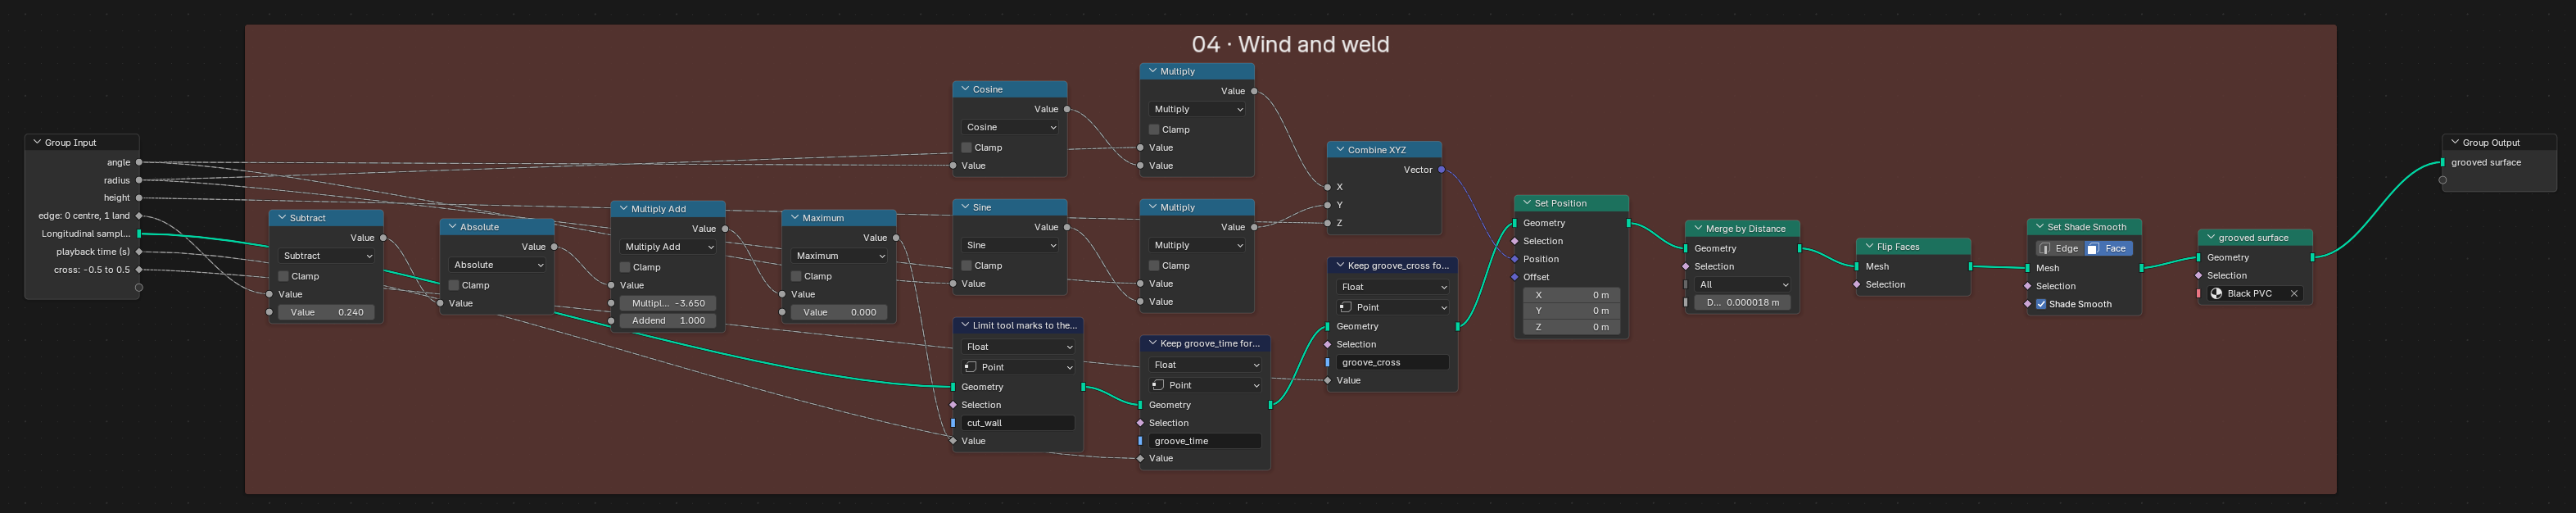 04 · Wind and weld
Group Input
angle
radius
height
edge: 0 centre, 1 land
Longitudinal sampl...
playback time (s)
cross: -0.5 to 0.5
Subtract
Value
Subtract
Clamp
Value
Value 0.240
Absolute
Value
Absolute
Clamp
Value
Multiply Add
Value
Multiply Add
Clamp
Value
Multipl... -3.650
Addend 1.000
Maximum
Value
Maximum
Clamp
Value
Value 0.000
Cosine
Value
Cosine
Clamp
Value
Sine
Value
Sine
Clamp
Value
Limit tool marks to the...
Float
Point
Geometry
Selection
cut_wall
Value
Multiply
Value
Multiply
Clamp
Value
Value
Multiply
Value
Multiply
Clamp
Value
Value
Keep groove_time for...
Float
Point
Geometry
Selection
groove_time
Value
Combine XYZ
Vector
X
Y
Z
Keep groove_cross fo...
Float
Point
Geometry
Selection
groove_cross
Value
Set Position
Geometry
Selection
Position
Offset
X 0 m
Y 0 m
Z 0 m
Merge by Distance
Geometry
Selection
All
D... 0.000018 m
Flip Faces
Mesh
Selection
Set Shade Smooth
Edge Face
Mesh
Selection
Shade Smooth
grooved surface
Geometry
Selection
Black PVC
Group Output
grooved surface